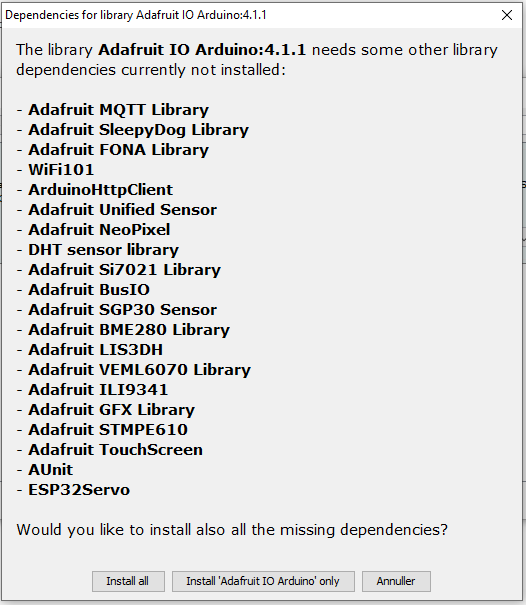 Dependencies for library Adafruit IO Arduino:4.1.1
The library Adafruit IO Arduino:4.1.1 needs some other library
dependencies currently not installed:
- Adafruit MQTT Library
- Adafruit SleepyDog Library
- Adafruit FONA Library
- WiFi101
- ArduinoHttpClient
- Adafruit Unified Sensor
- Adafruit NeoPixel
- DHT sensor library
- Adafruit Si7021 Library
- Adafruit BusIO
- Adafruit SGP30 Sensor
- Adafruit BME280 Library
- Adafruit LIS3DH
- Adafruit VEML6070 Library
- Adafruit ILI9341
- Adafruit GFX Library
- Adafruit STMPE610
- Adafruit TouchScreen
- AUnit
- ESP32Servo
Would you like to install also all the missing dependencies?
Install all
Install 'Adafruit IO Arduino' only
Annuller